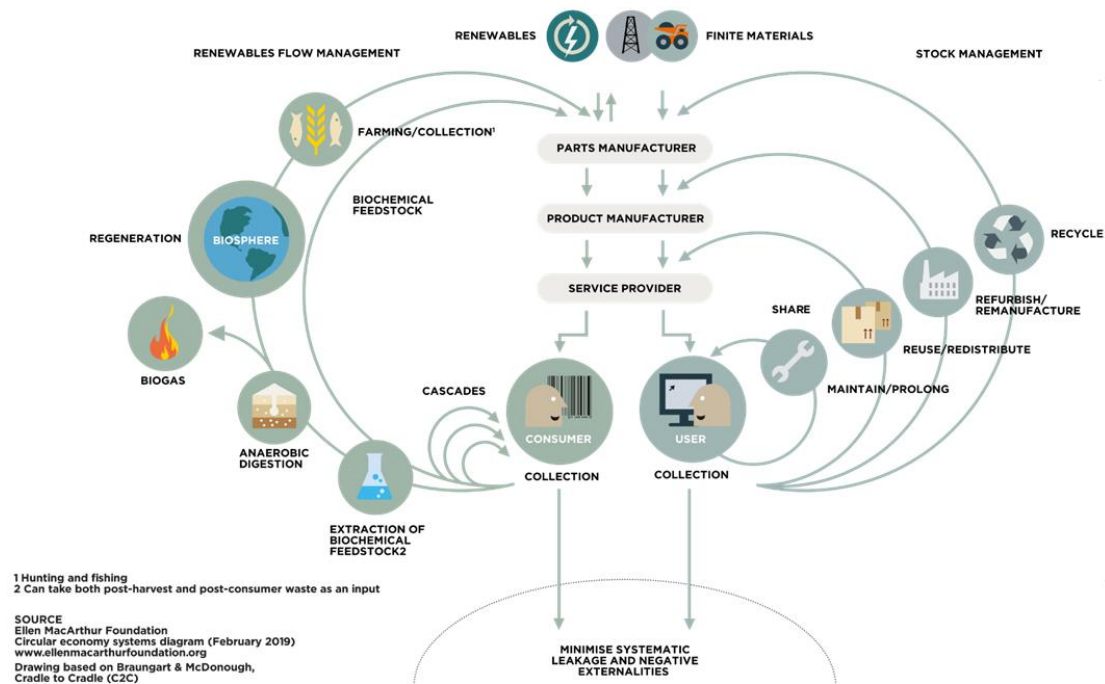 RENEWABLES
FINITE MATERIALS
RENEWABLES FLOW MANAGEMENT
STOCK MANAGEMENT
FARMING/COLLECTION¹
PARTS MANUFACTURER
BIOCHEMICAL
FEEDSTOCK
PRODUCT MANUFACTURER
REGENERATION
BIOSPHERE
RECYCLE
SERVICE PROVIDER
SHARE
REFURBISH/
REMANUFACTURE
REUSE/REDISTRIBUTE
BIOGAS
CASCADES
MAINTAIN/PROLONG
CONSUMER
USER
ANAEROBIC
DIGESTION
COLLECTION
COLLECTION
EXTRACTION OF
BIOCHEMICAL
FEEDSTOCK2
1 Hunting and fishing
2 Can take both post-harvest and post-consumer waste as an input
SOURCE
Ellen MacArthur Foundation
Circular economy systems diagram (February 2019)
www.ellenmacarthurfoundation.org
Drawing based on Braungart & McDonough,
Cradle to Cradle (C2C)
MINIMISE SYSTEMATIC
LEAKAGE AND NEGATIVE
EXTERNALITIES